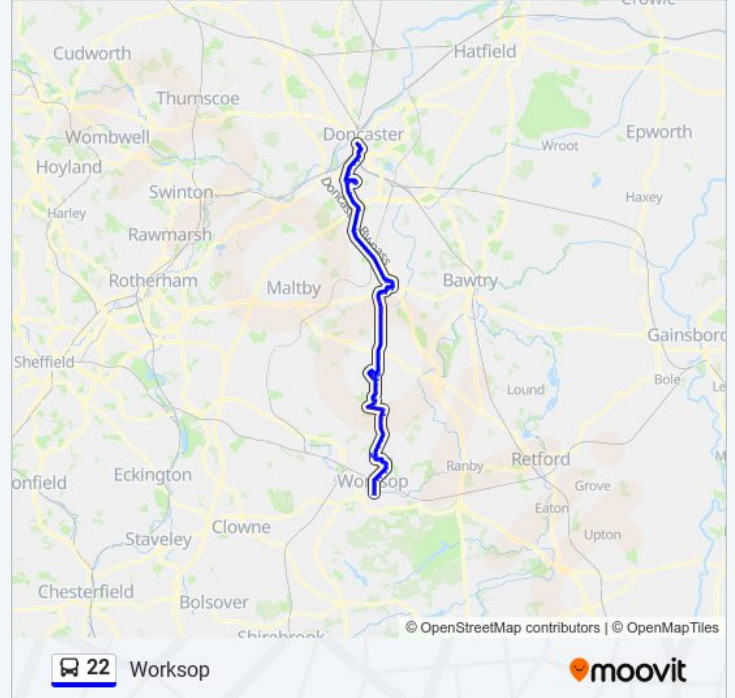 Crowle
Cudworth
Hatfield
Thurnscoe
Doncaster
Epworth
Wombwell
Wroot
Hoyland
Swinton
Haxey
Harley
Doncaster Bypass
Rawmarsh
Rotherham
Maltby
Bawtry
Gainsboro
Sheffield
Bole
Lound
Le
Retford
Ranby
Eckington
Worksop
onfield
Grove
Eaton
Clowne
Upton
Staveley
Chesterfield
Bolsover
© OpenStreetMap contributors | © OpenMapTiles
Shirebrook
22 Worksop
moovit